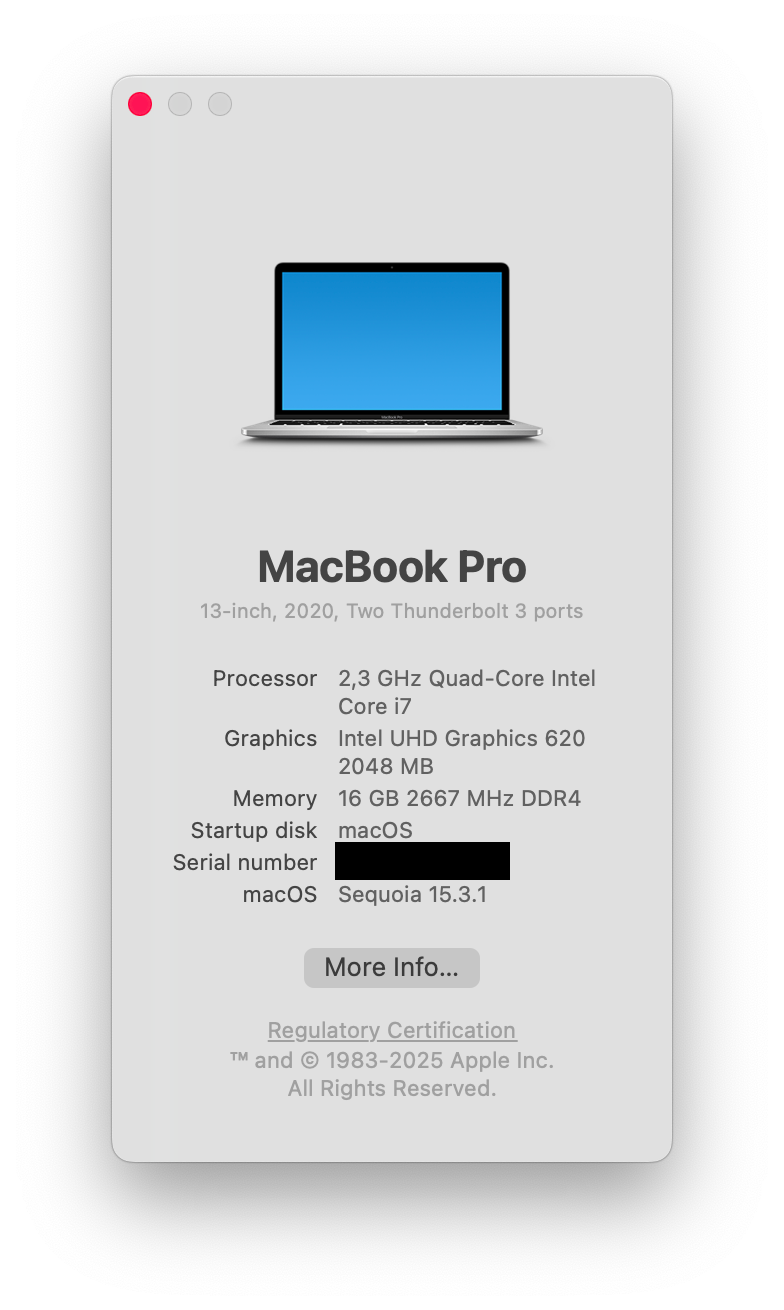 MacBook Pro
MacBook Pro
13-inch, 2020, Two Thunderbolt 3 ports
Processor 2,3 GHz Quad-Core Intel
Core i7
Graphics Intel UHD Graphics 620
2048 MB
Memory 16 GB 2667 MHz DDR4
Startup disk macOS
Serial number
macOS Sequoia 15.3.1
More Info...
Regulatory Certification
™ and © 1983-2025 Apple Inc.
All Rights Reserved.